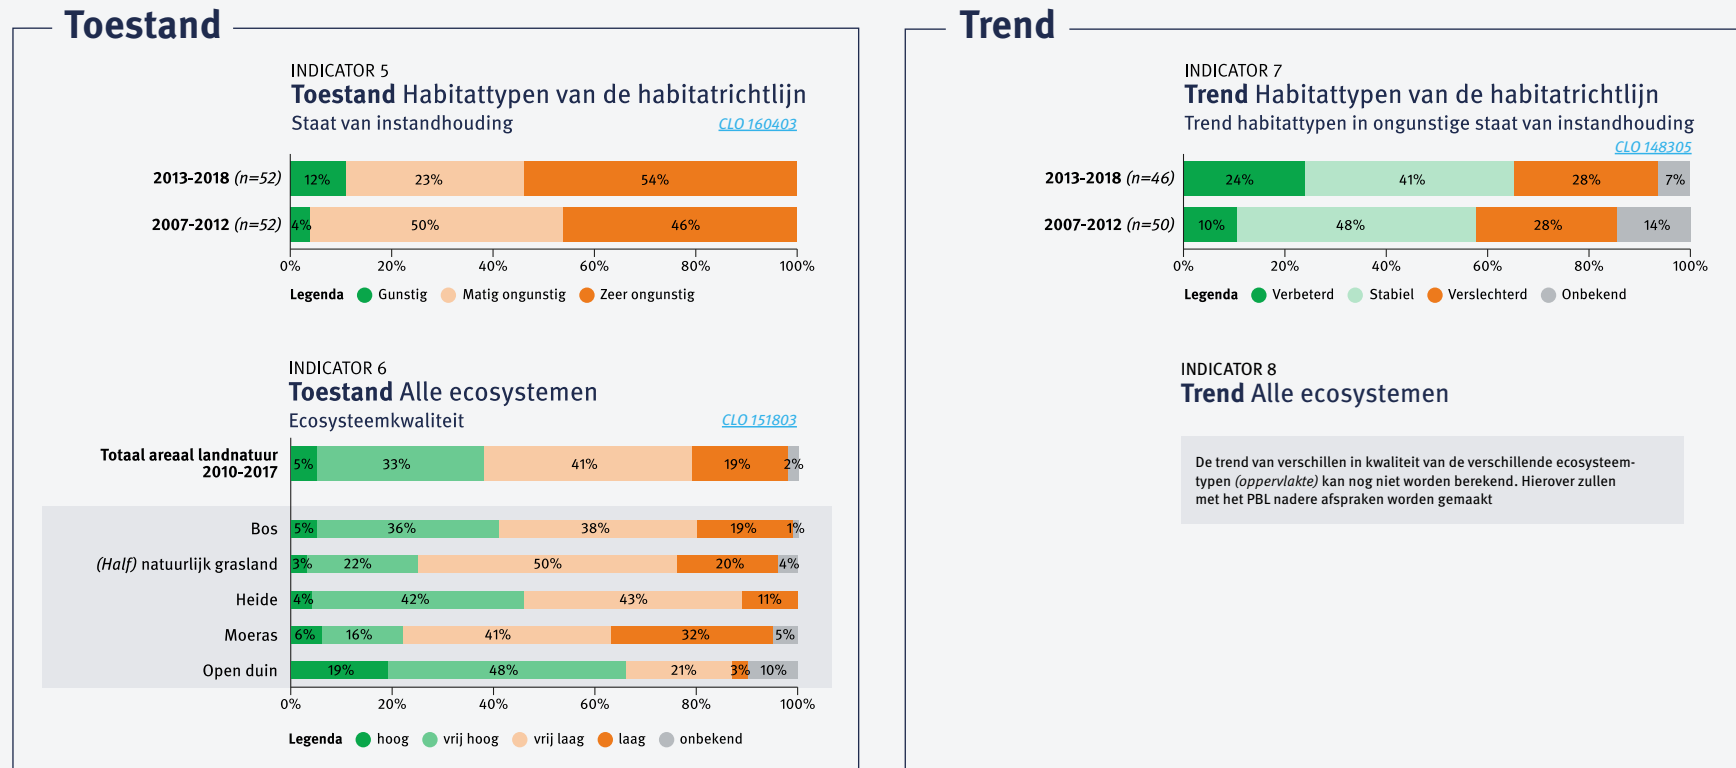 Toestand
INDICATOR 5
Toestand Habitattypen van de habitatrichtlijn
Staat van instandhouding CLO 160403
2013-2018 (n=52) 12% 23% 54%
2007-2012 (n=52) 4% 50% 46%
0% 20% 40% 60% 80% 100%
Legenda Gunstig Matig ongunstig Zeer ongunstig
INDICATOR 6
Toestand Alle ecosystemen
Ecosysteemkwaliteit CLO 151803
Totaal areaal landnatuur
2010-2017
5% 33% 41% 19% 2%
Bos 5% 36% 38% 19% 1%
(Half) natuurlijk grasland 3% 22% 50% 20% 4%
Heide 4% 42% 43% 11%
Moeras 6% 16% 41% 32% 5%
Open duin 19% 48% 21% 3% 10%
0% 20% 40% 60% 80% 100%
Legenda hoog vrij hoog vrij laag laag onbekend
Trend
INDICATOR 7
Trend Habitattypen van de habitatrichtlijn
Trend habitattypen in ongunstige staat van instandhouding
CLO 148305
2013-2018 (n=46) 24% 41% 28% 7%
2007-2012 (n=50) 10% 48% 28% 14%
0% 20% 40% 60% 80% 100%
Legenda Verbeterd Stabiel Verslechterd Onbekend
INDICATOR 8
Trend Alle ecosystemen
De trend van verschillen in kwaliteit van de verschillende ecosysteem-
typen (oppervlakte) kan nog niet worden berekend. Hierover zullen
met het PBL nadere afspraken worden gemaakt